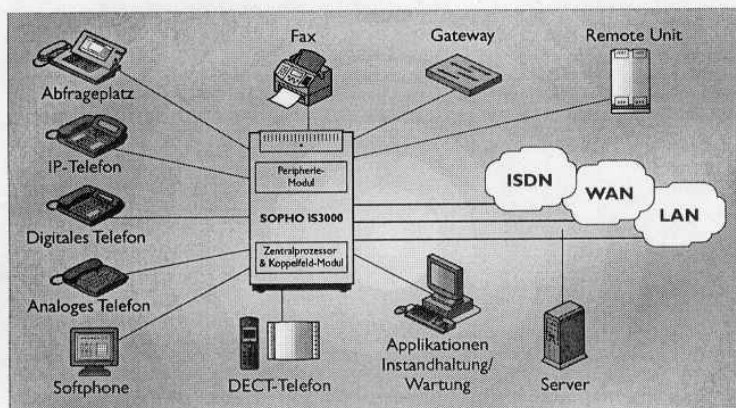 Fax
Gateway
Remote Unit
Abfrageplatz
IP-Telefon
Peripherie-
Modul
ISDN
WAN
LAN
SOPHO IS3000
Digitales Telefon
Zentralprozessor
& Koppelfeld-Modul
Analoges Telefon
Softphone
DECT-Telefon
Applikationen
Instandhaltung/
Wartung
Server